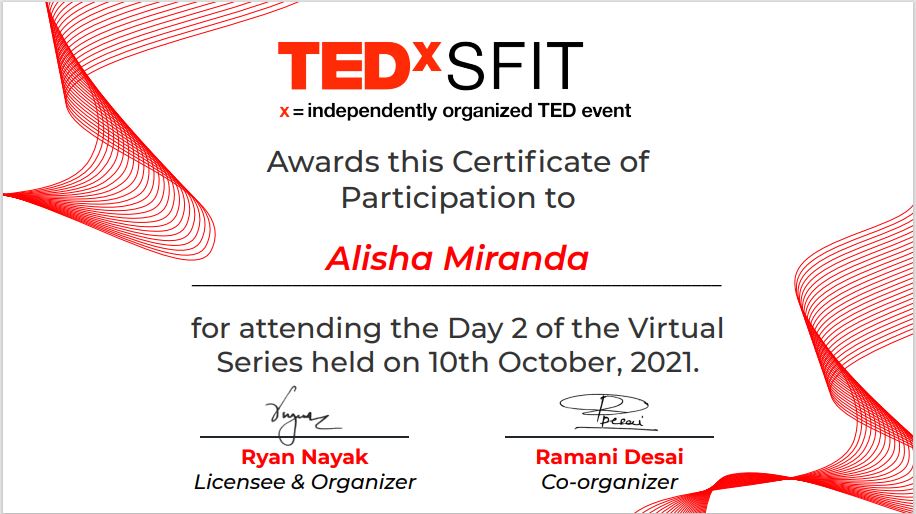 TEDxSFIT
x = independently organized TED event
Awards this Certificate of
Participation to
Alisha Miranda
for attending the Day 2 of the Virtual
Series held on 10th October, 2021.
Ryan Nayak
Ramani Desai
Licensee & Organizer
Co-organizer